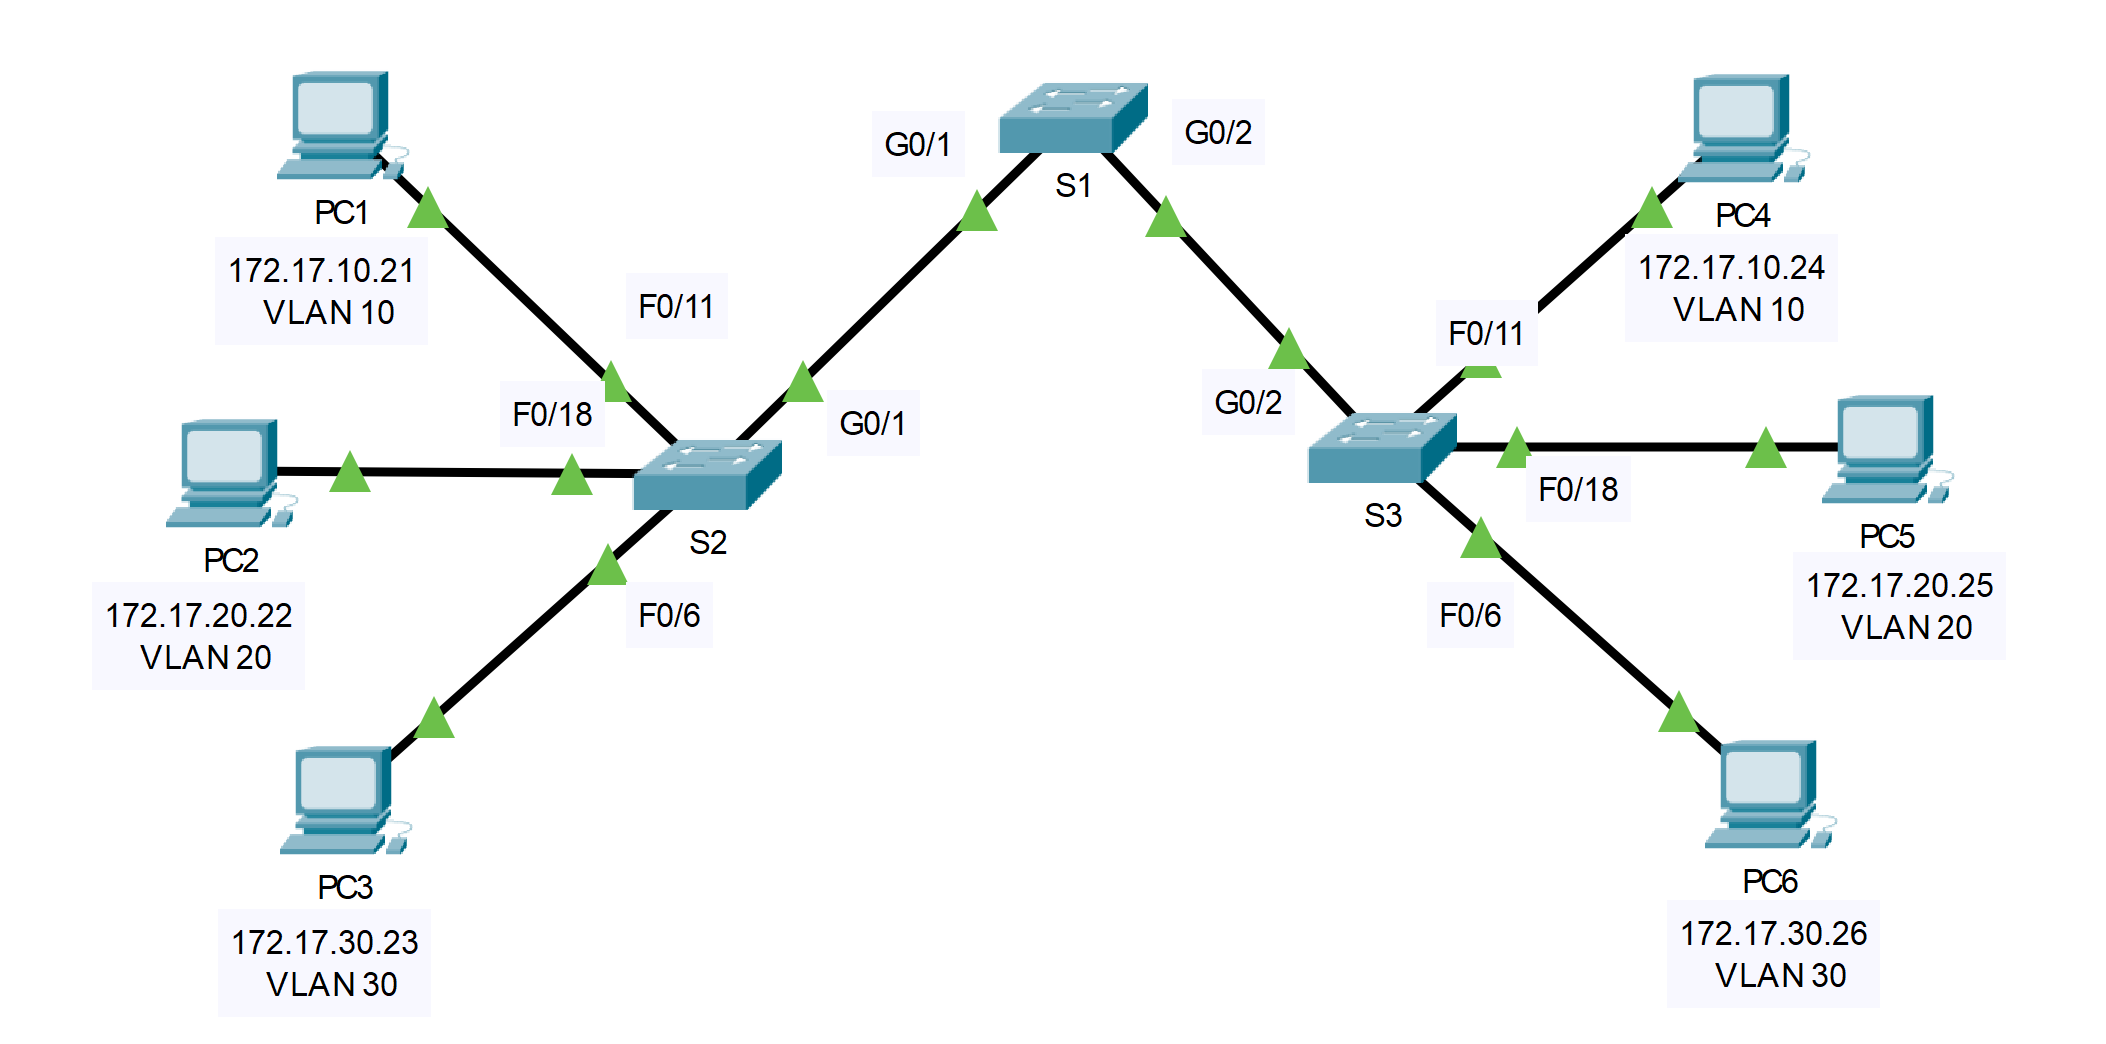 S1
G0/1
G0/2
PC1
172.17.10.21
VLAN 10
F0/11
PC4
172.17.10.24
VLAN 10
F0/11
F0/18
G0/1
G0/2
PC2
172.17.20.22
VLAN 20
S2
F0/6
S3
F0/18
PC5
172.17.20.25
VLAN 20
F0/6
PC3
172.17.30.23
VLAN 30
PC6
172.17.30.26
VLAN 30